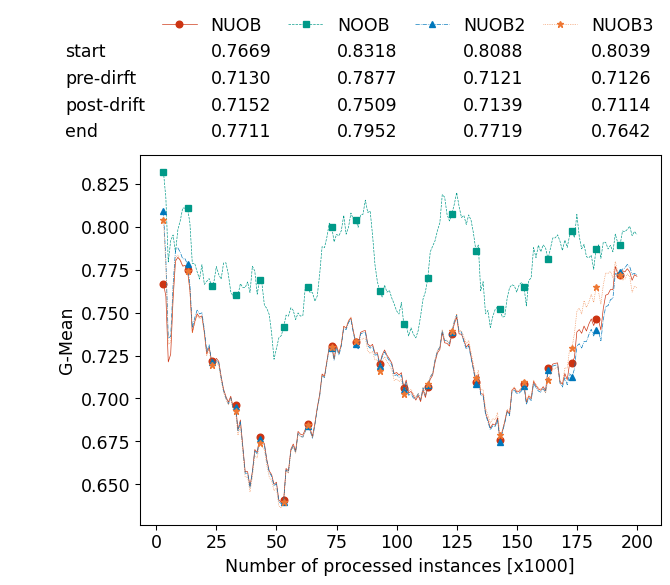 NUOB NOOB NUOB2 NUOB3
start 0.7669 0.8318 0.8088 0.8039
pre-dirft 0.7130 0.7877 0.7121 0.7126
post-drift 0.7152 0.7509 0.7139 0.7114
end 0.7711 0.7952 0.7719 0.7642
G-Mean
0.825
0.800
0.775
0.750
0.725
0.700
0.675
0.650
0 25 50 75 100 125 150 175 200
Number of processed instances [x1000]